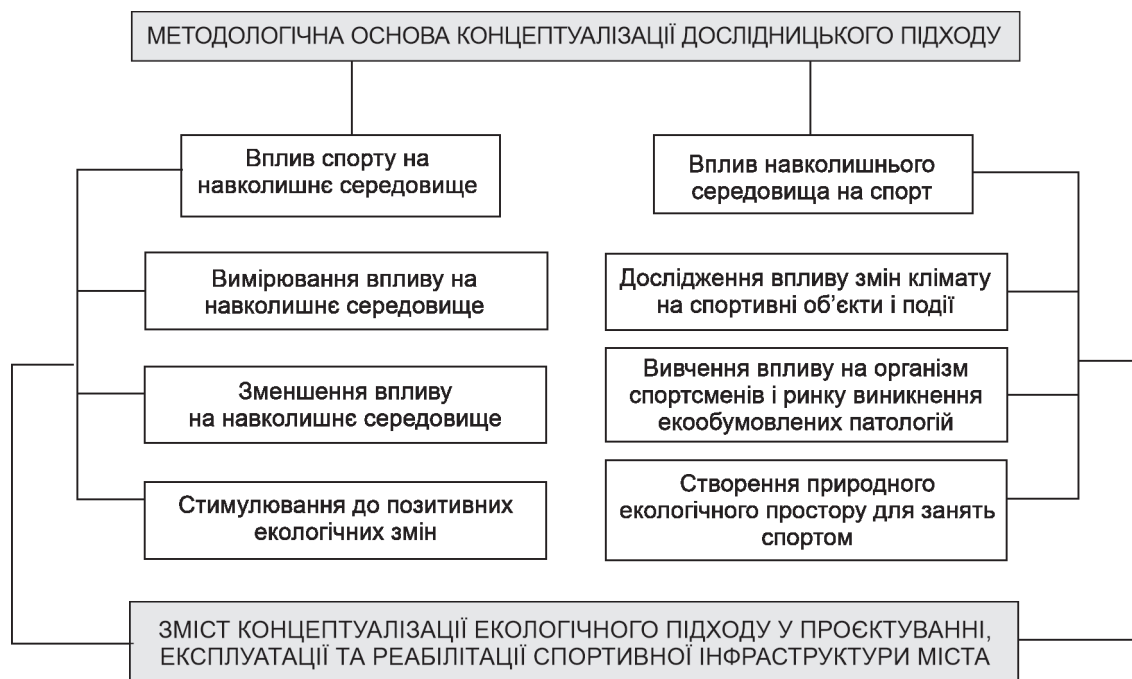 МЕТОДОЛОГІЧНА ОСНОВА КОНЦЕПТУАЛІЗАЦІЇ ДОСЛІДНИЦЬКОГО ПІДХОДУ
Вплив спорту на
навколишнє середовище
Вимірювання впливу на
навколишнє середовище
Зменшення впливу
на навколишнє середовище
Стимулювання до позитивних
екологічних змін
Вплив навколишнього
середовища на спорт
Дослідження впливу змін клімату
на спортивні об’єкти і події
Вивчення впливу на організм
спортсменів і ринку виникнення
екообумовлених патологій
Створення природного
екологічного простору для занять
спортом
ЗМІСТ КОНЦЕПТУАЛІЗАЦІЇ ЕКОЛОГІЧНОГО ПІДХОДУ У ПРОЄКТУВАННІ,
ЕКСПЛУАТАЦІЇ ТА РЕАБІЛІТАЦІЇ СПОРТИВНОЇ ІНФРАСТРУКТУРИ МІСТА